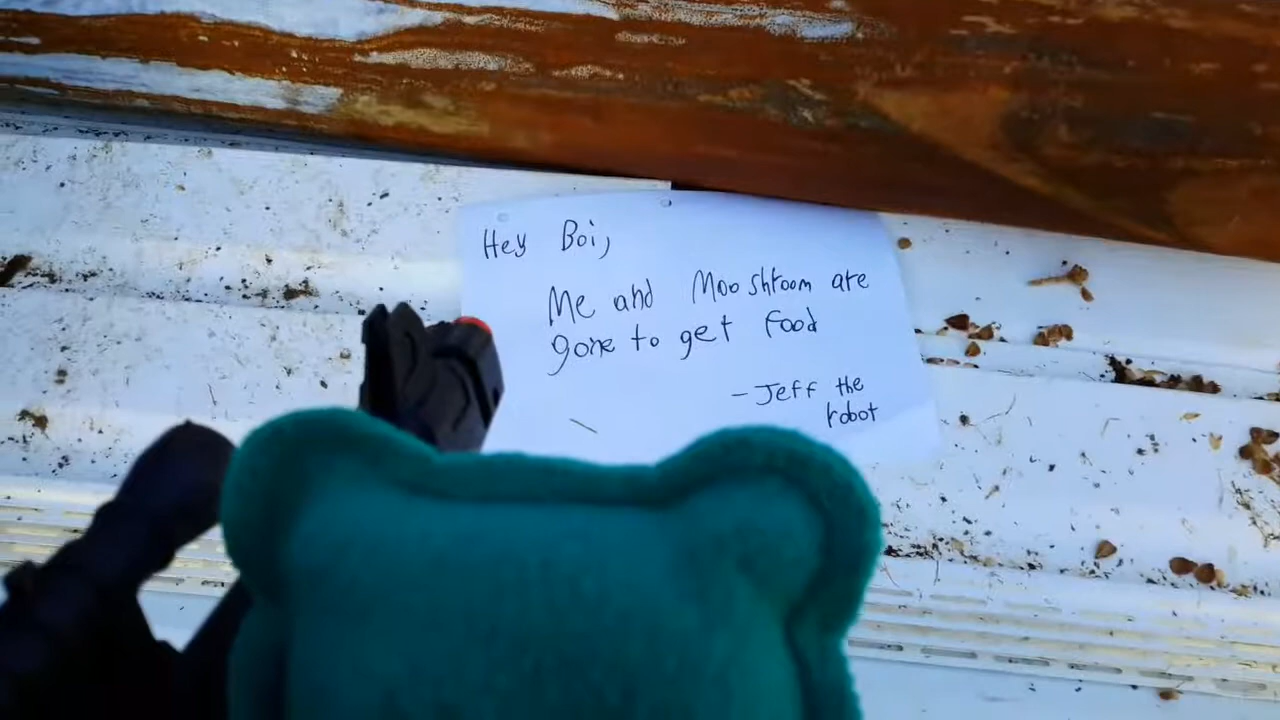 Hey Boi,
Me and Mooshroom are
gone to get food
- Jeff the
robot